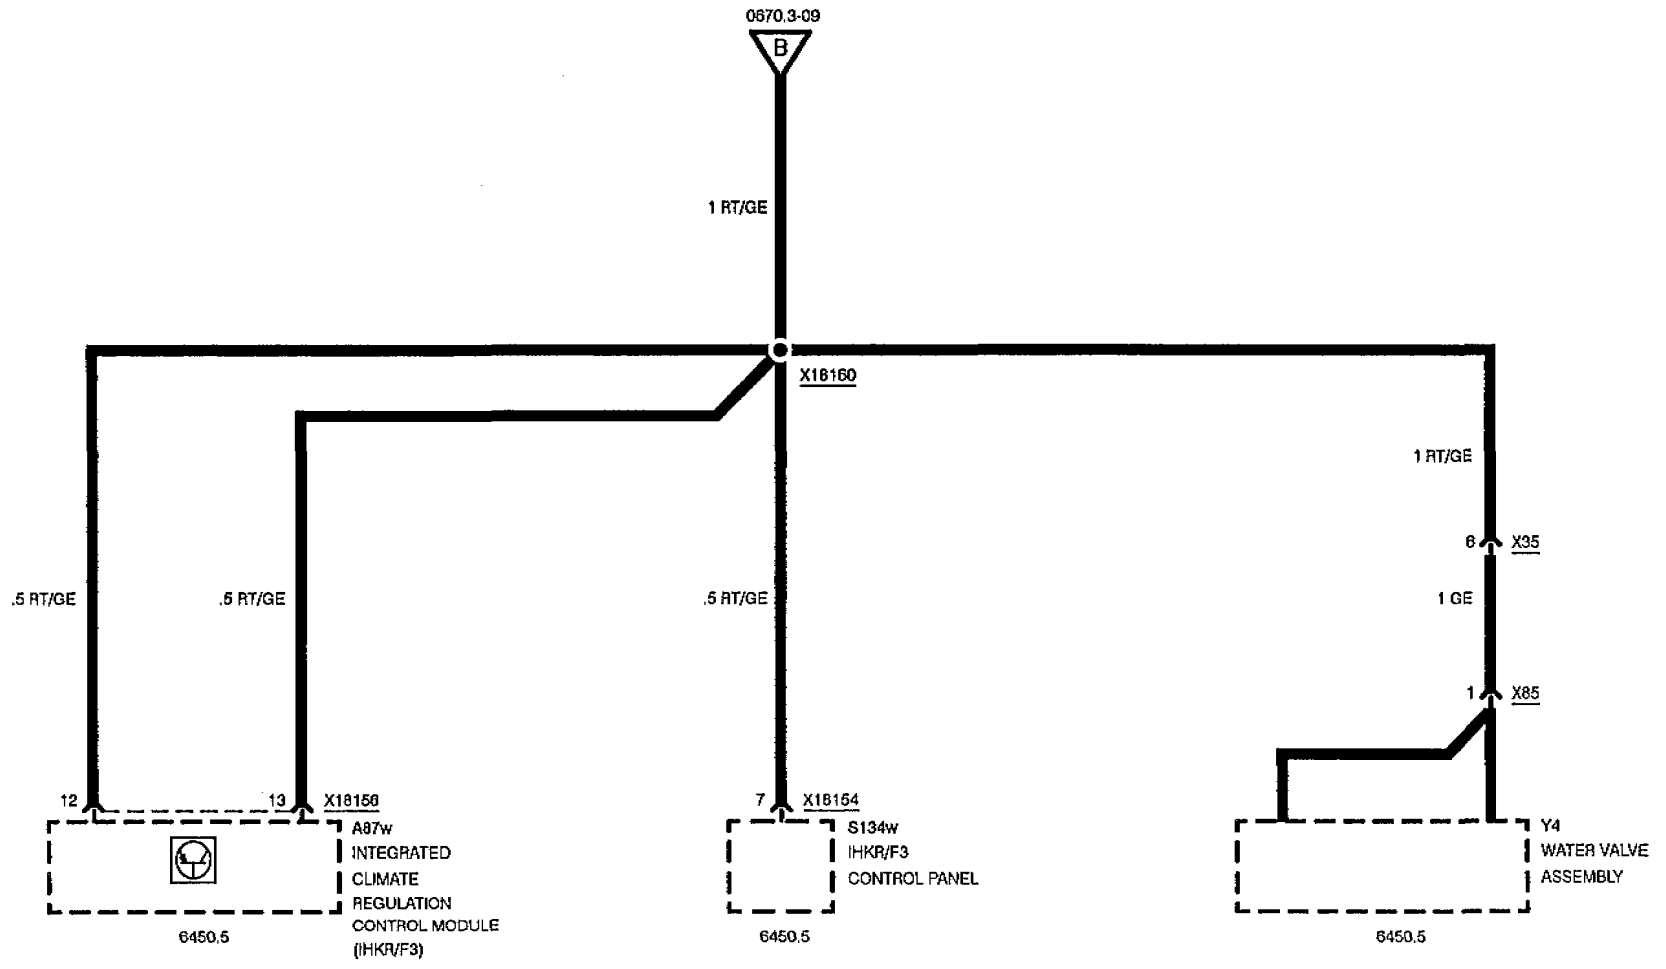 0670.3-09
B
1 RT/GE
X18160
1 RT/GE
6 X35
.5 RT/GE
.5 RT/GE
.5 RT/GE
1 GE
1 X85
12
13 X18156
7 X18154
A87w
INTEGRATED
CLIMATE
REGULATION
CONTROL MODULE
(IHKR/F3)
6450.5
S134w
IHKR/F3
CONTROL PANEL
6450.5
Y4
WATER VALVE
ASSEMBLY
6450.5